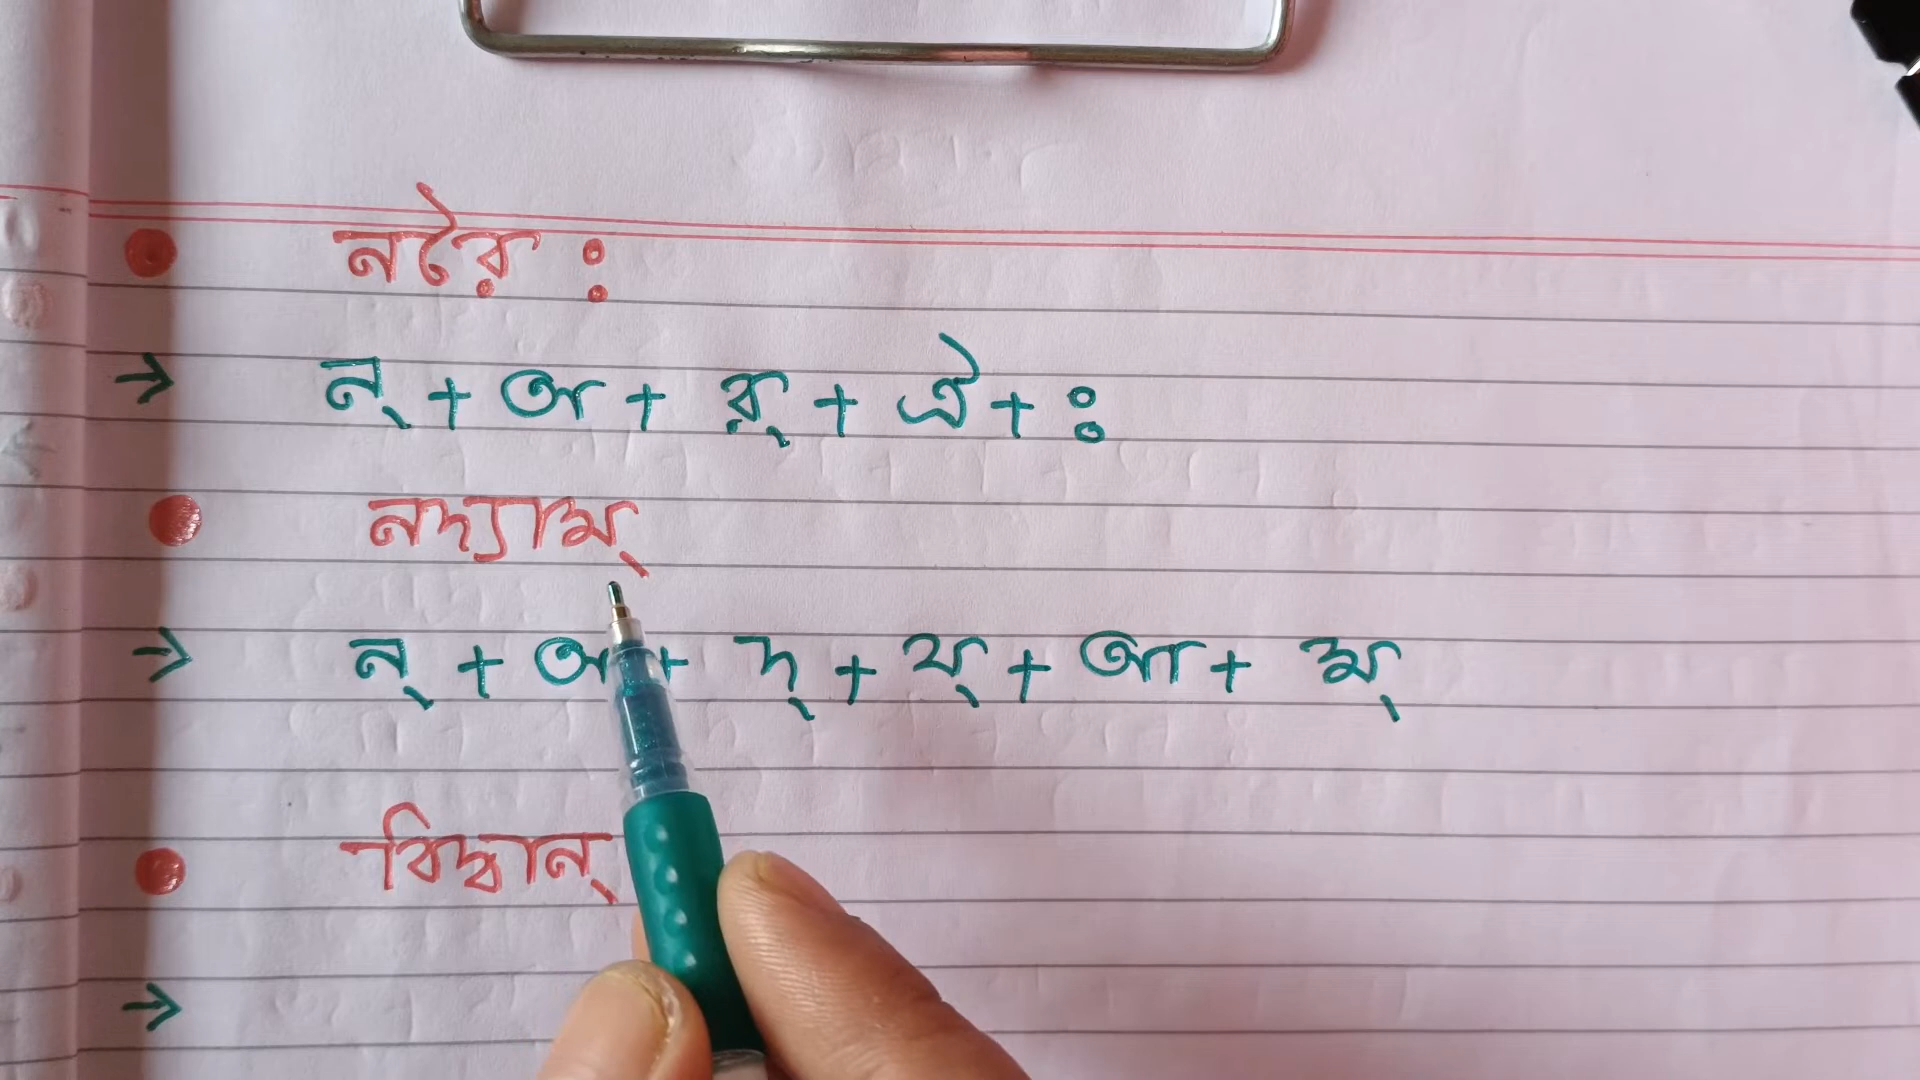 নরৈঃ
→ ন্ + অ + র্ + ঐ + ঃ
নদ্যাম্
→ ন্ + অ + দ্ + য্ + আ + ম্
বিদ্বান্
→